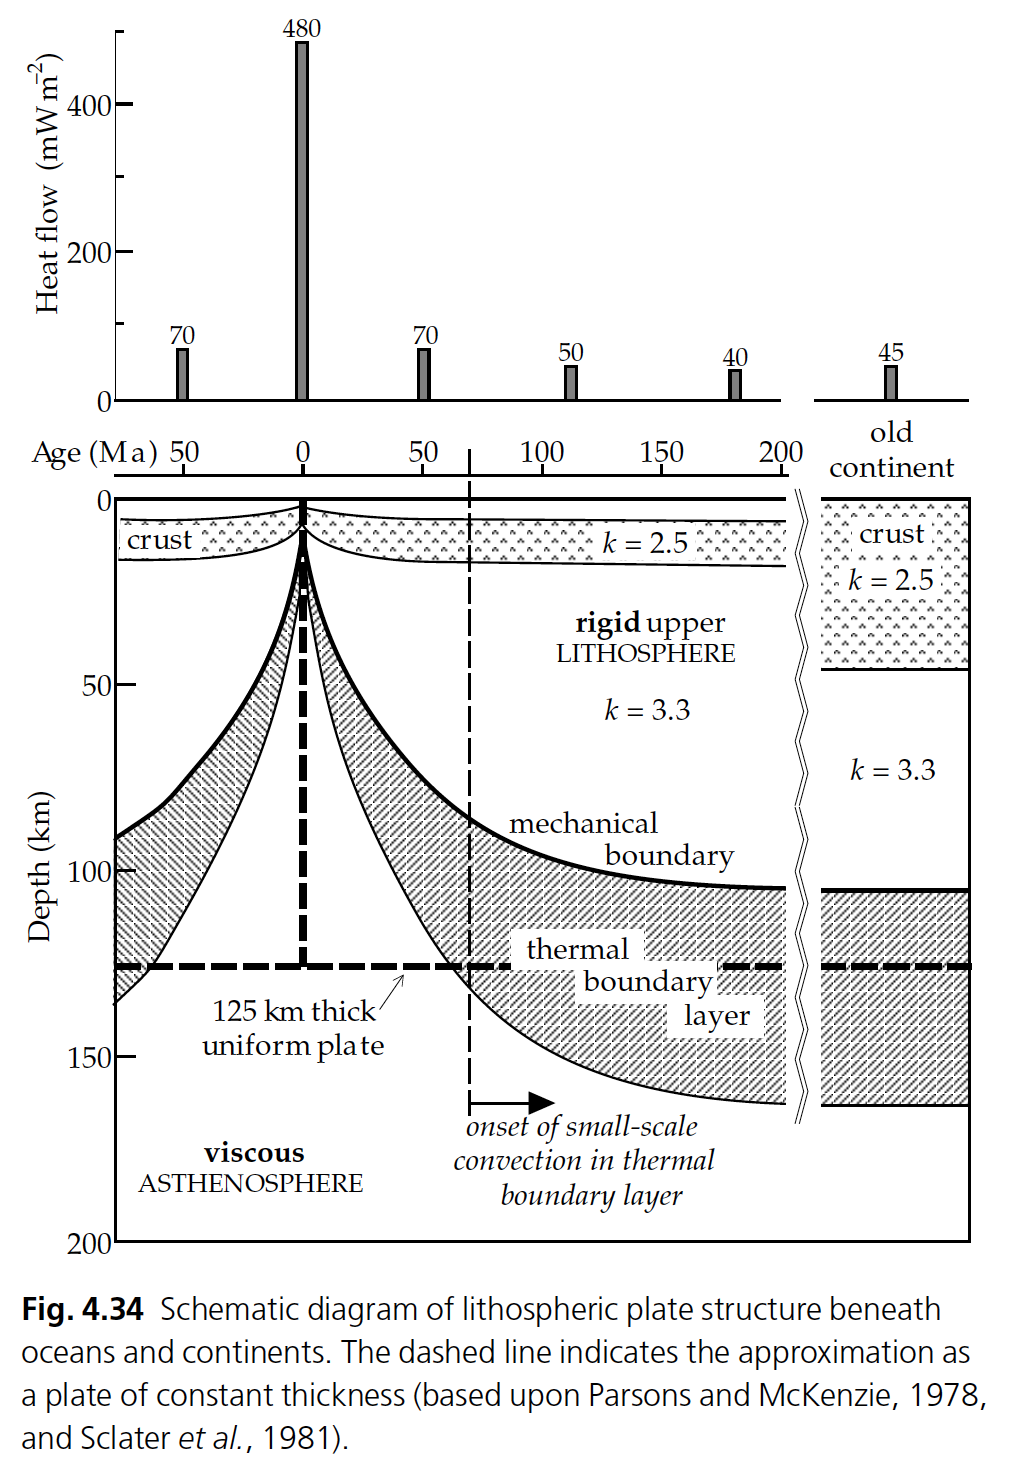 480
Heat flow (mW m⁻²)
400
200
70
70
50
40
45
0
Age (Ma) 50 0 50 100 150 200
old
continent
0
crust
k = 2.5
crust
k = 2.5
rigid upper
LITHOSPHERE
50
k = 3.3
k = 3.3
Depth (km)
mechanical
boundary
100
thermal
boundary
layer
125 km thick
uniform plate
150
onset of small-scale
convection in thermal
boundary layer
viscous
ASTHENOSPHERE
200
Fig. 4.34 Schematic diagram of lithospheric plate structure beneath
oceans and continents. The dashed line indicates the approximation as
a plate of constant thickness (based upon Parsons and McKenzie, 1978,
and Sclater et al., 1981).